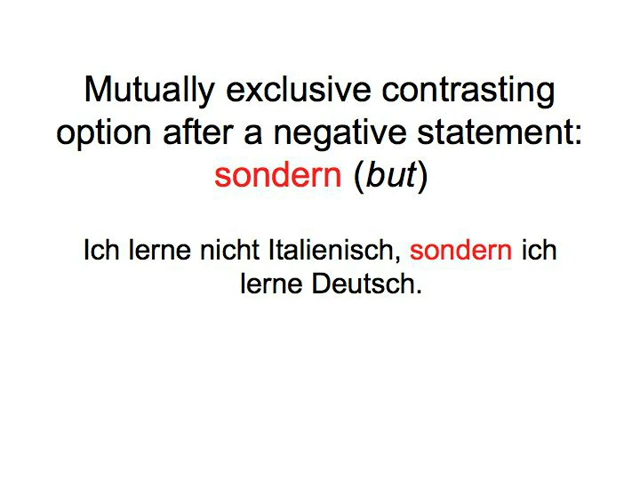 Mutually exclusive contrasting
option after a negative statement:
sondern (but)
Ich lerne nicht Italienisch, sondern ich
lerne Deutsch.